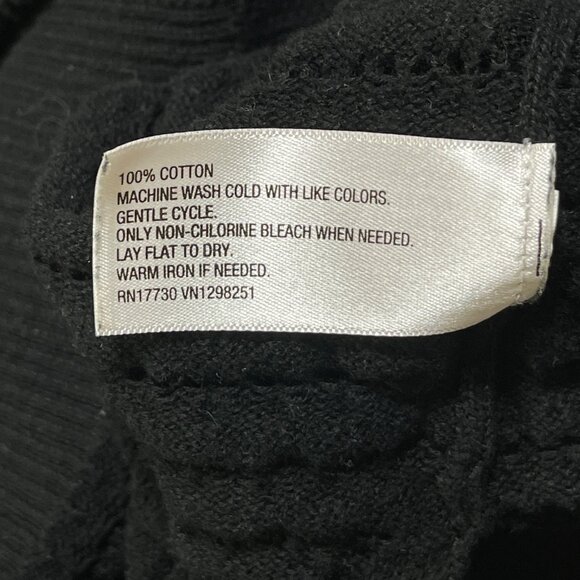 100% COTTON
MACHINE WASH COLD WITH LIKE COLORS.
GENTLE CYCLE.
ONLY NON-CHLORINE BLEACH WHEN NEEDED.
LAY FLAT TO DRY.
WARM IRON IF NEEDED.
RN17730 VN1298251